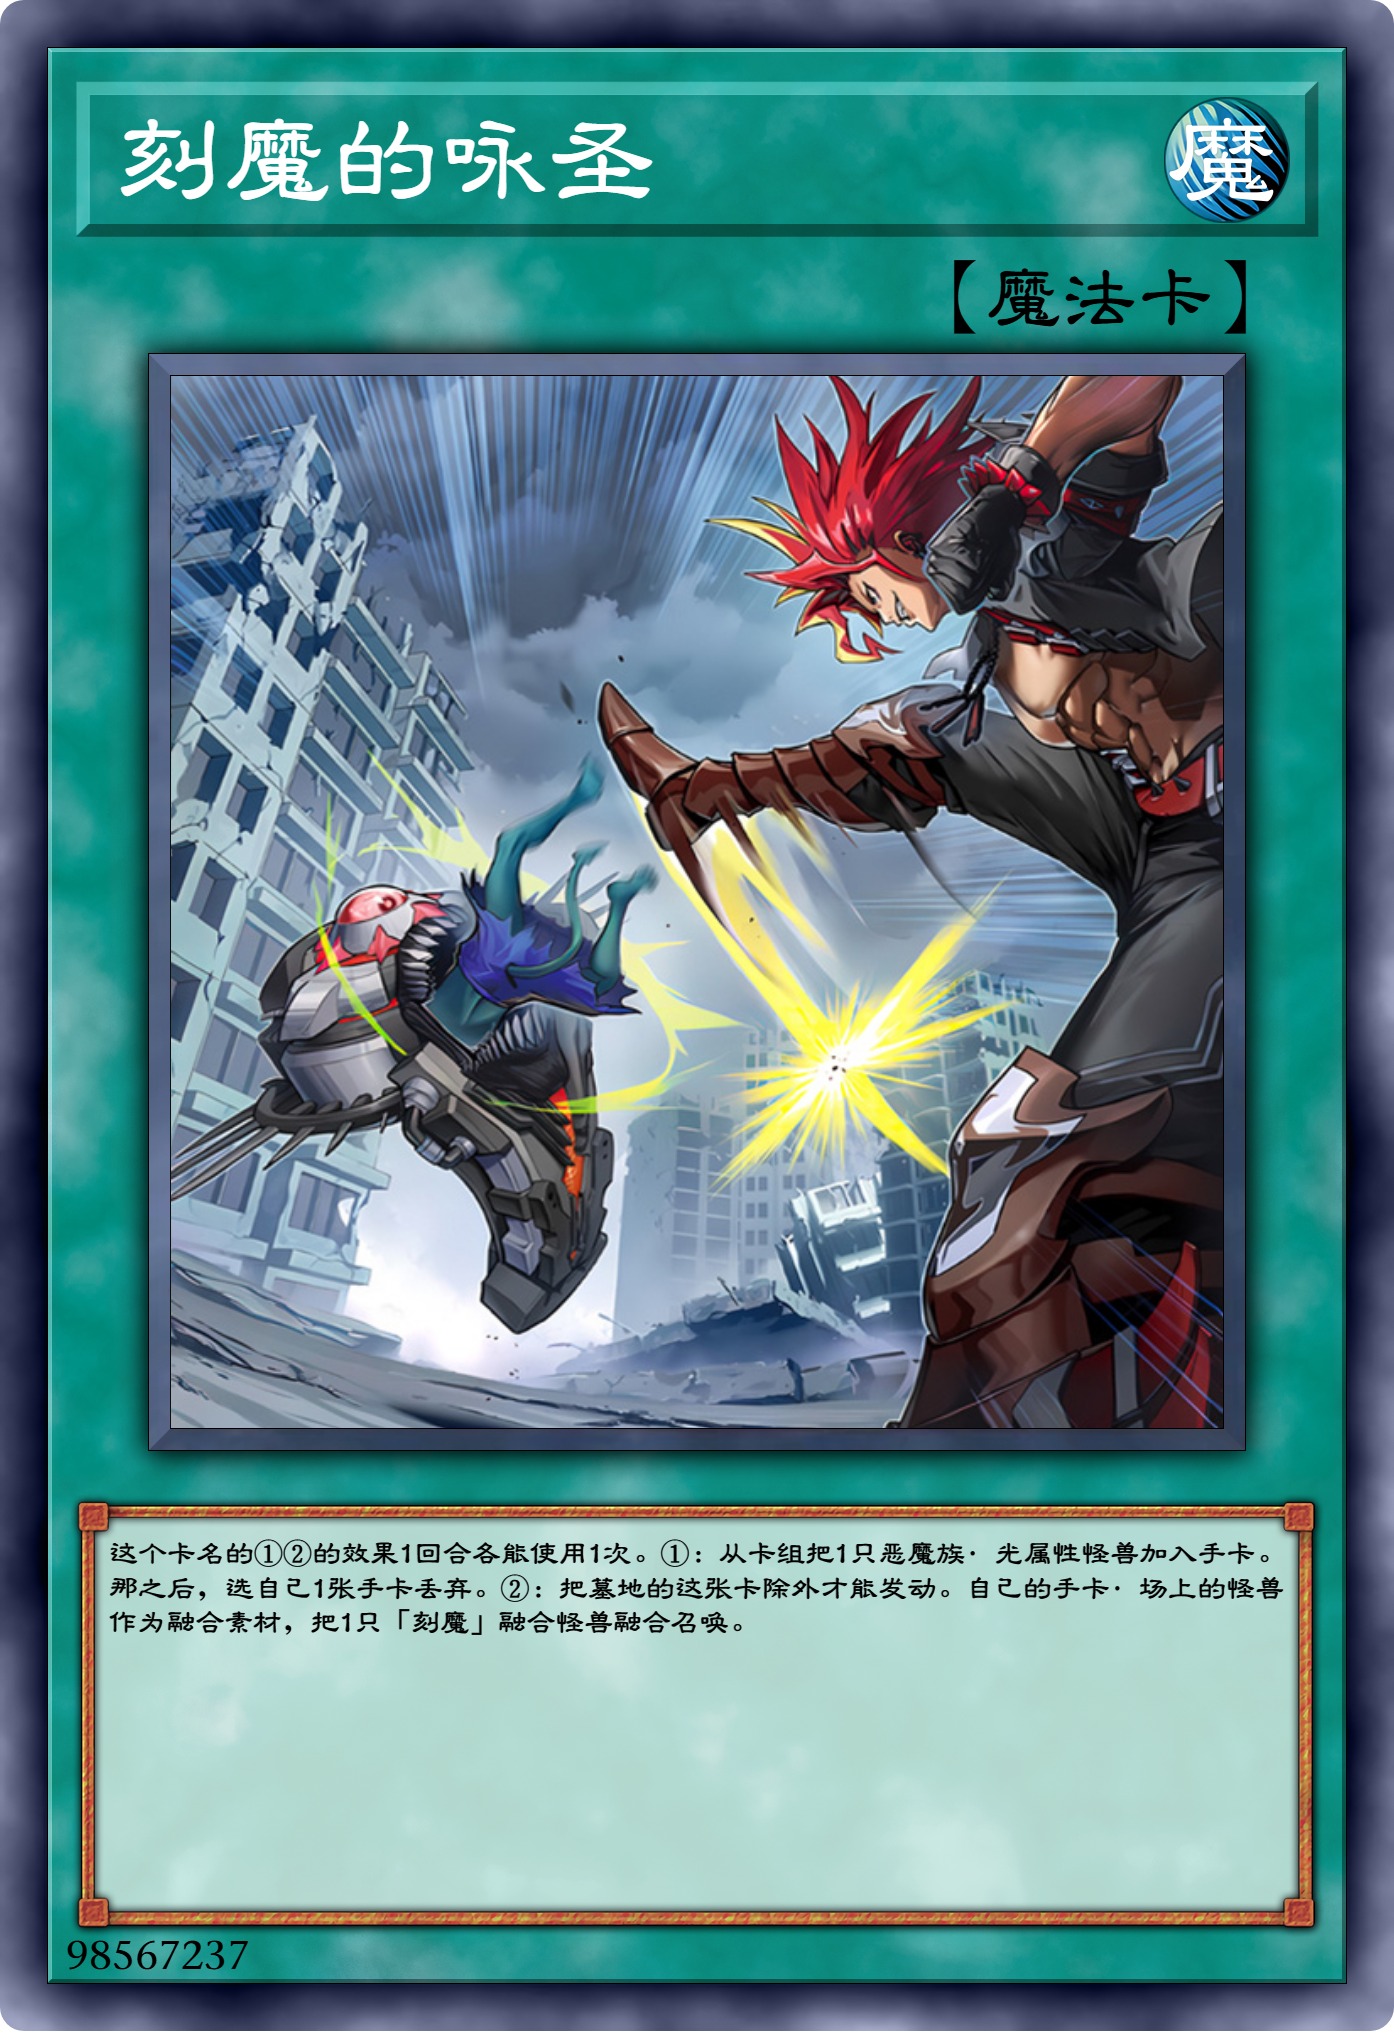 刻魔的咏圣
魔
【魔法卡】
这个卡名的①②的效果1回合各能使用1次。①：从卡组把1只恶魔族·光属性怪兽加入手卡。
那之后，选自己1张手卡丢弃。②：把墓地的这张卡除外才能发动。自己的手卡·场上的怪兽
作为融合素材，把1只「刻魔」融合怪兽融合召唤。
98567237